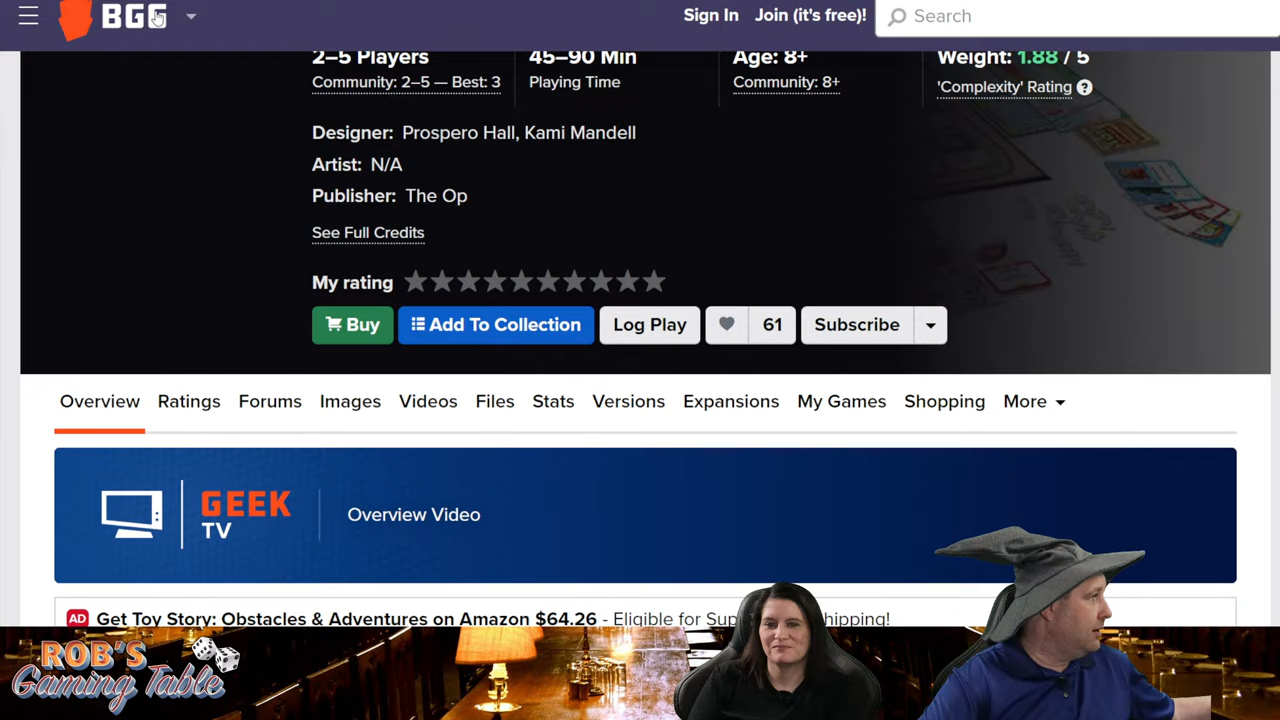 BGG
Sign In Join (it's free)! Search
2–5 Players 45–90 Min Age: 8+ Weight: 1.88 / 5
Community: 2–5 — Best: 3 Playing Time Community: 8+ 'Complexity' Rating ?
Designer: Prospero Hall, Kami Mandell
Artist: N/A
Publisher: The Op
See Full Credits
My rating
Buy Add To Collection Log Play 61 Subscribe
Overview Ratings Forums Images Videos Files Stats Versions Expansions My Games Shopping More
GEEK
TV
Overview Video
AD Get Toy Story: Obstacles & Adventures on Amazon $64.26 - Eligible for
ROB'S
Gaming Table